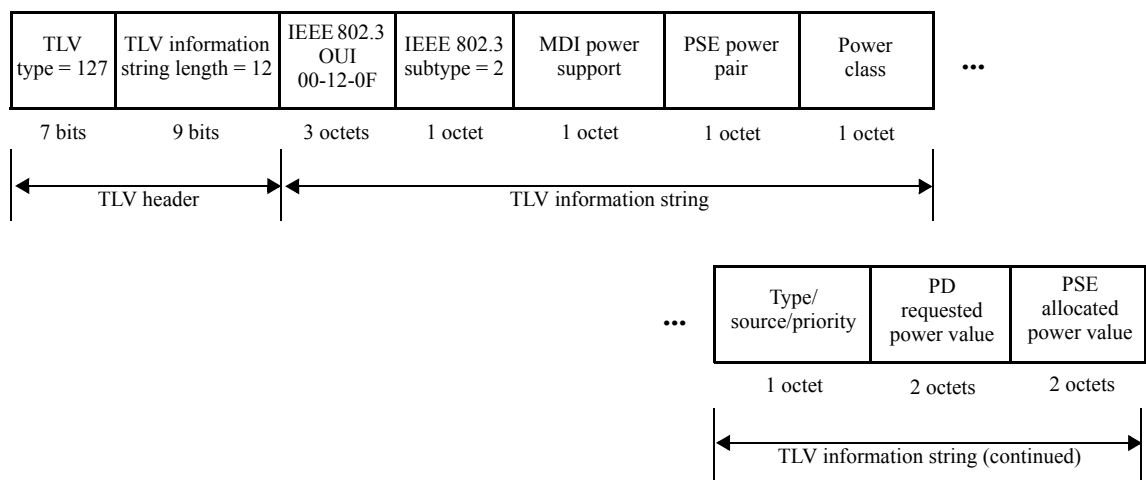 TLV
type = 127
TLV information
string length = 12
IEEE 802.3
OUI
00-12-0F
IEEE 802.3
subtype = 2
MDI power
support
PSE power
pair
Power
class
...
7 bits
9 bits
3 octets
1 octet
1 octet
1 octet
1 octet
TLV header
TLV information string
...
Type/
source/priority
PD
requested
power value
PSE
allocated
power value
1 octet
2 octets
2 octets
TLV information string (continued)